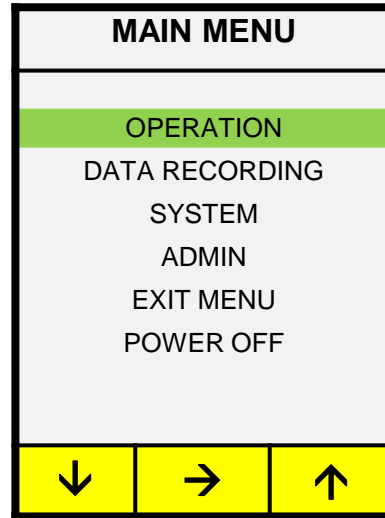 MAIN MENU
OPERATION
DATA RECORDING
SYSTEM
ADMIN
EXIT MENU
POWER OFF
↓ → ↑